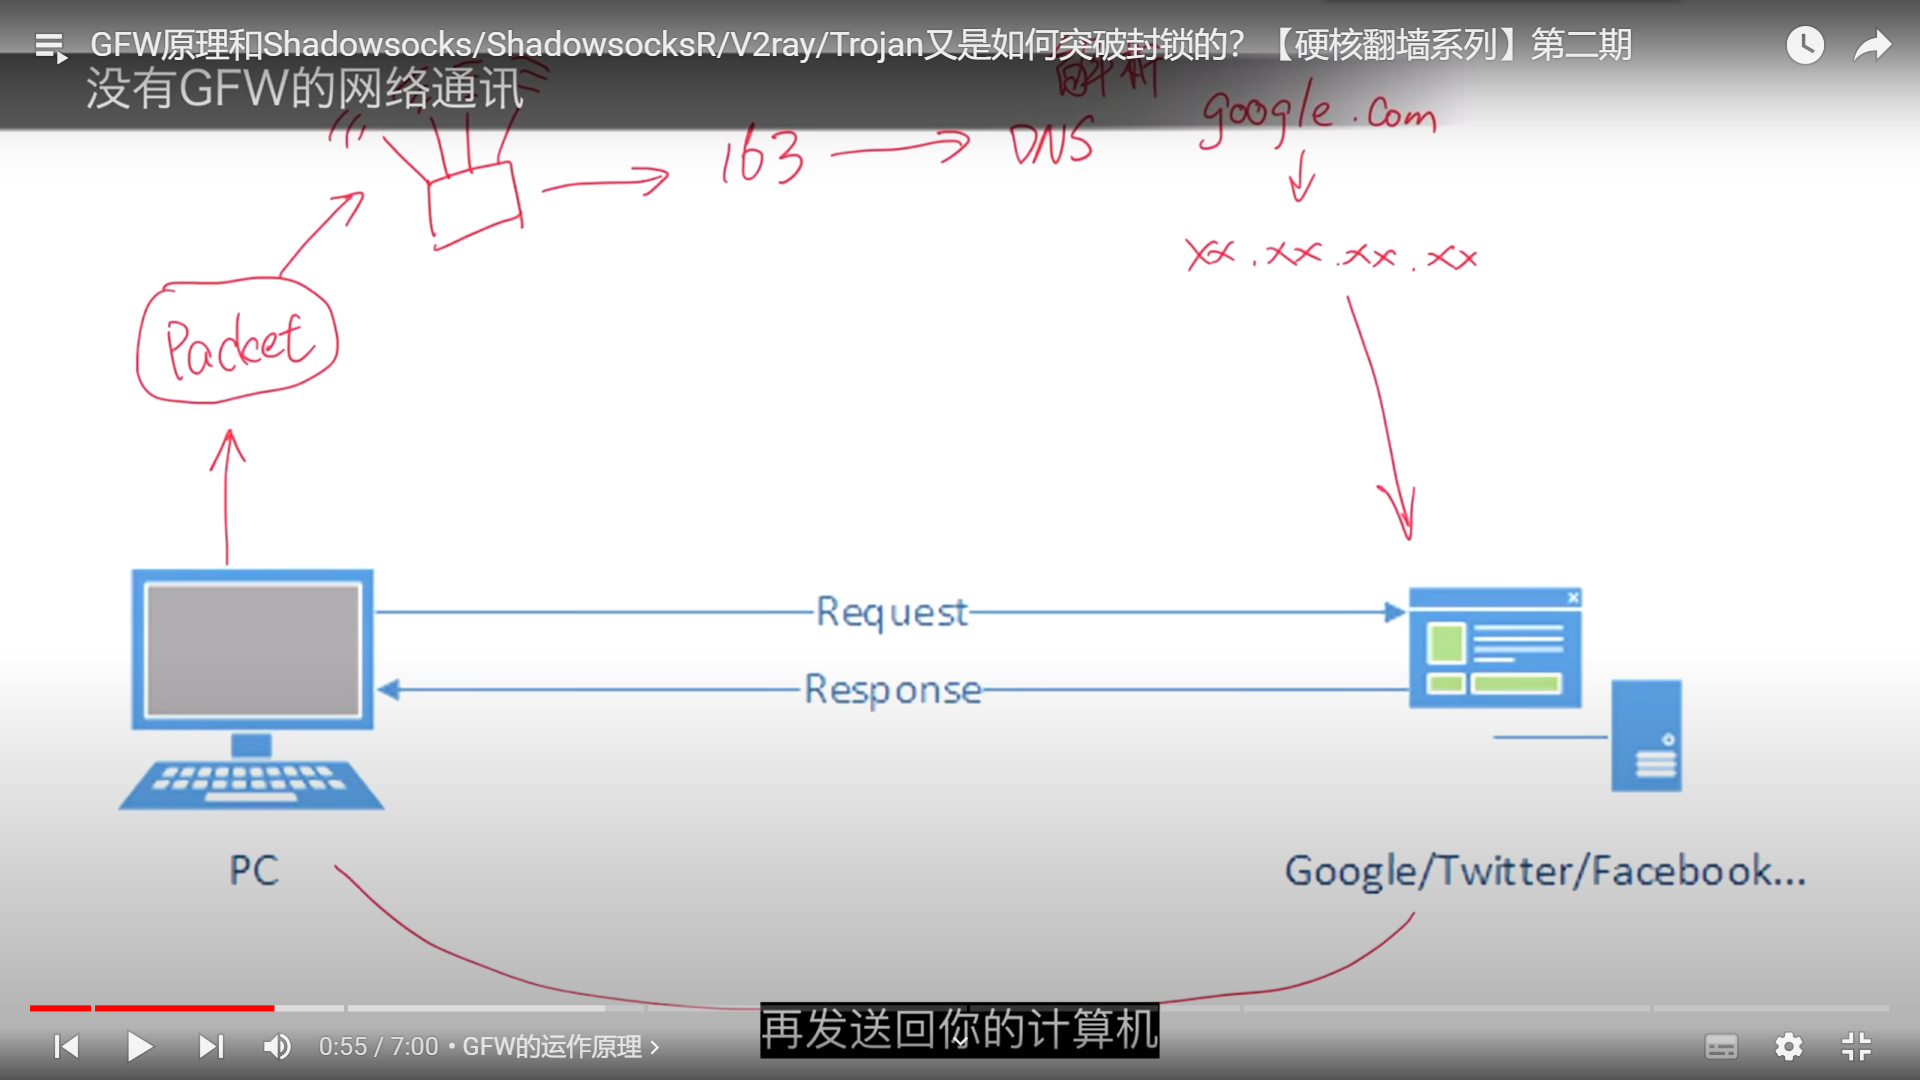 GFW原理和Shadowsocks/ShadowsocksR/V2ray/Trojan又是如何突破封锁的？【硬核翻墙系列】第二期
没有GFW的网络通讯
google.com
163
DNS
xx.xx.xx.xx
Packet
Request
Response
PC
Google/Twitter/Facebook...
再发送回你的计算机
0:55 / 7:00 • GFW的运作原理 >